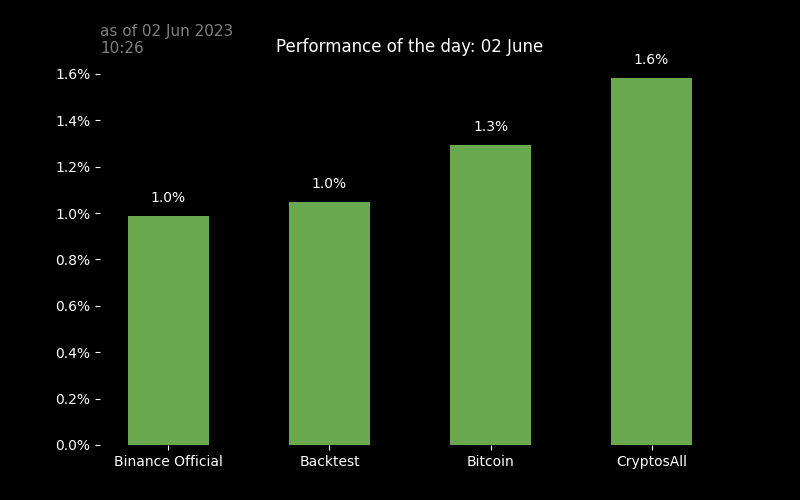 as of 02 Jun 2023
10:26
Performance of the day: 02 June
1.6%
1.4%
1.2%
1.0%
0.8%
0.6%
0.4%
0.2%
0.0%
1.0%
1.0%
1.3%
1.6%
Binance Official
Backtest
Bitcoin
CryptosAll